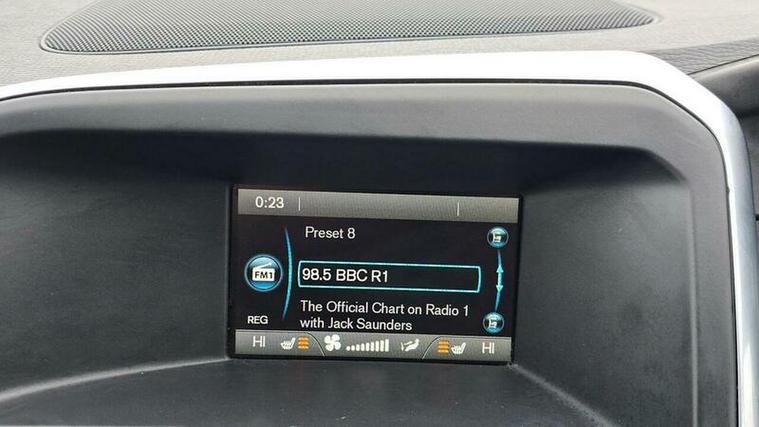 0:23
Preset 8
FM1
98.5 BBC R1
The Official Chart on Radio 1
with Jack Saunders
REG
HI HI